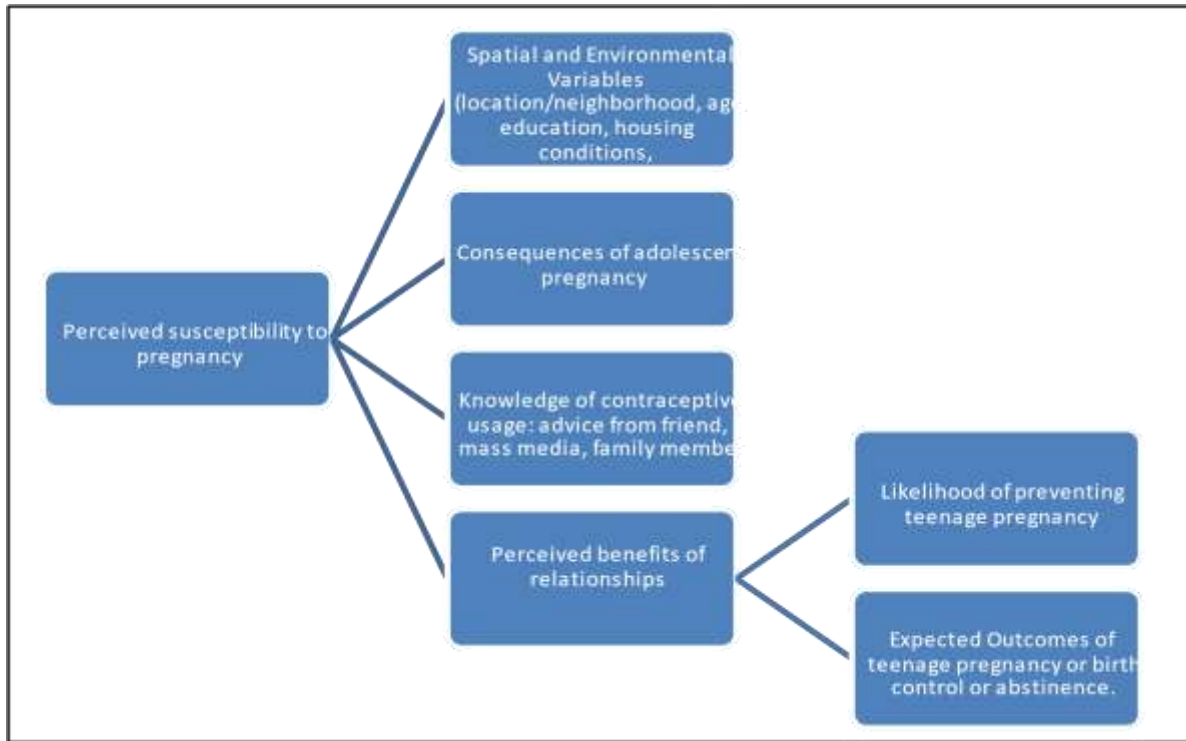 Spatial and Environmental
Variables
(location/neighborhood, age
education, housing
conditions,
Consequences of adolescen
pregnancy
Perceived susceptibility to
pregnancy
Knowledge of contraceptive
usage: advice from friend,
mass media, family membe
Perceived benefits of
relationships
Likelihood of preventing
teenage pregnancy
Expected Outcomes of
teenage pregnancy or birth
control or abstinence.